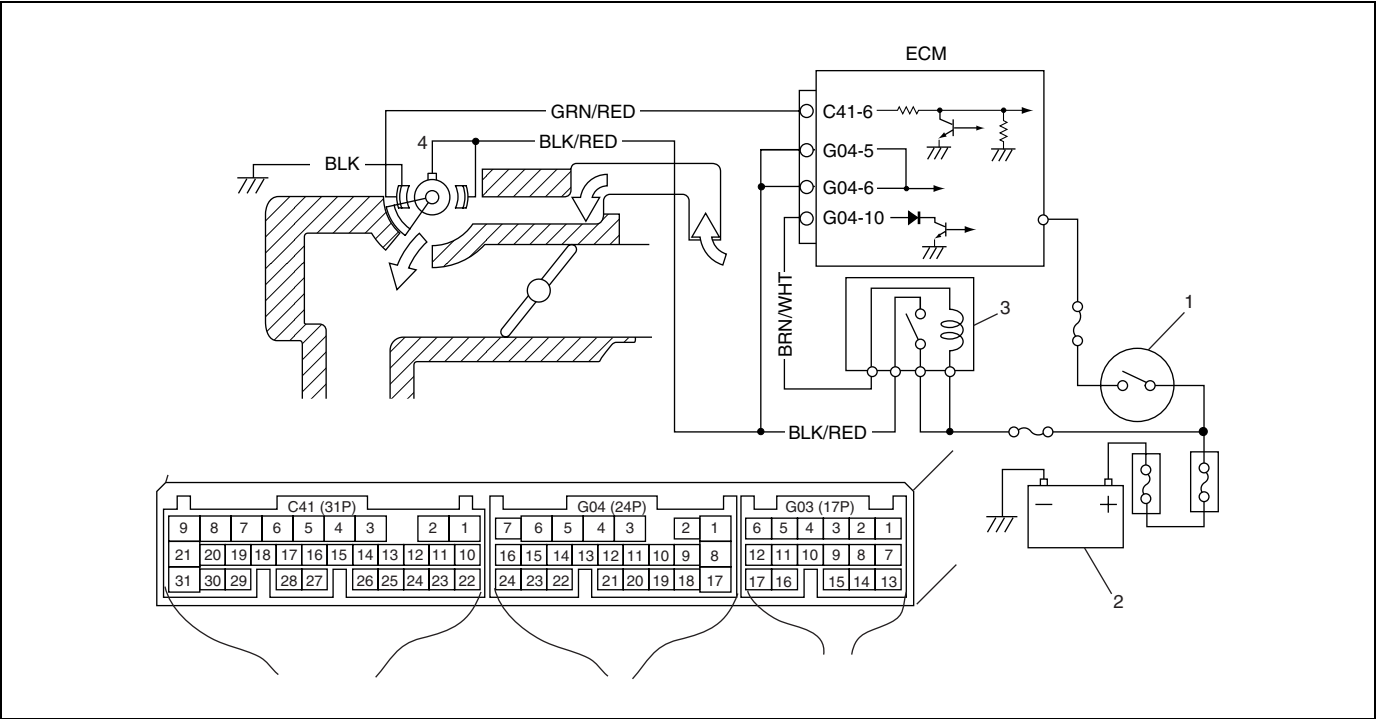 ECM
GRN/RED
C41-6
4
BLK/RED
BLK
G04-5
G04-6
G04-10
BRN/WHT
3
1
BLK/RED
− +
2
C41 (31P)
9 8 7 6 5 4 3 2 1
21 20 19 18 17 16 15 14 13 12 11 10
31 30 29 28 27 26 25 24 23 22
G04 (24P)
7 6 5 4 3 2 1
16 15 14 13 12 11 10 9 8
24 23 22 21 20 19 18 17
G03 (17P)
6 5 4 3 2 1
12 11 10 9 8 7
17 16 15 14 13